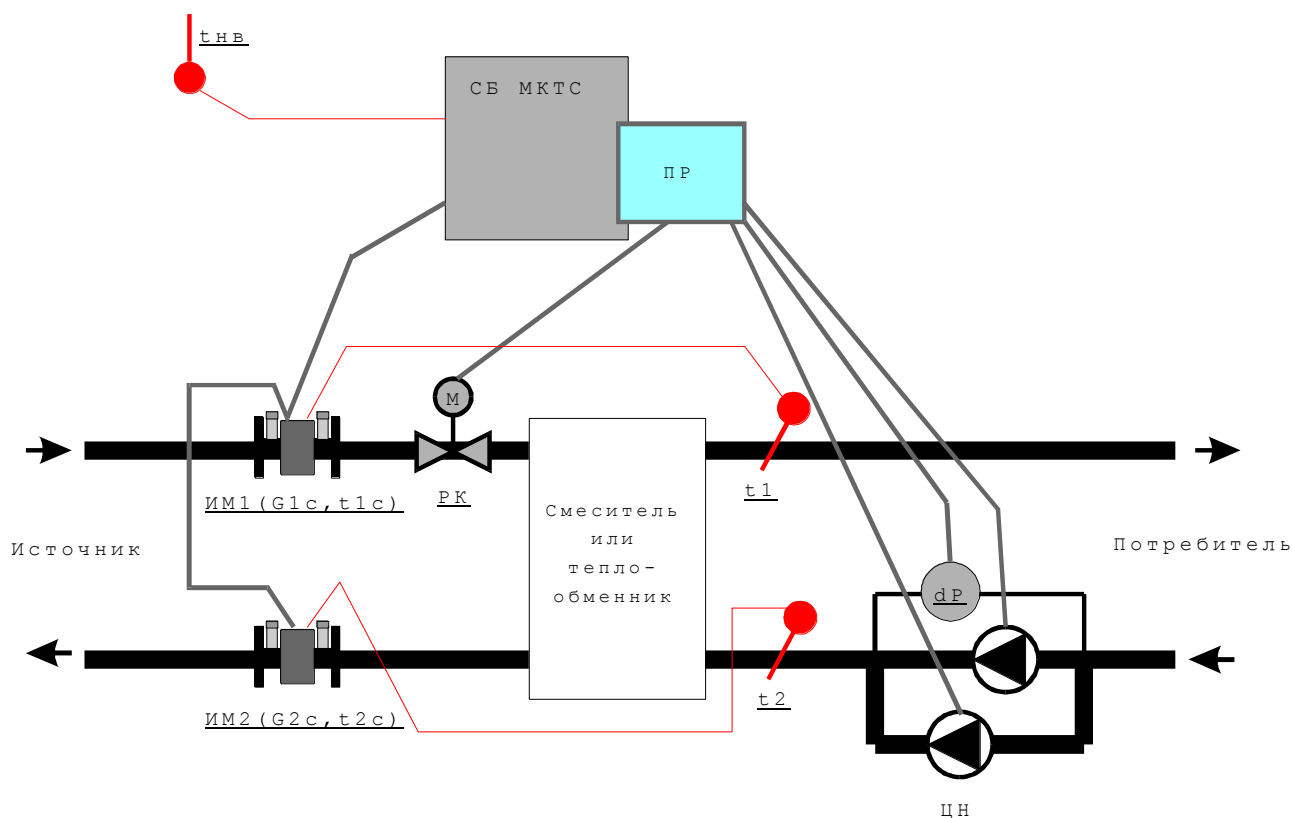 tнв
СБ МКТС
ПР
М
t1
ИМ1(G1c,t1c)
РК
Смеситель
или
тепло-
обменник
Источник
Потребитель
dP
t2
ИМ2(G2c,t2c)
ЦН